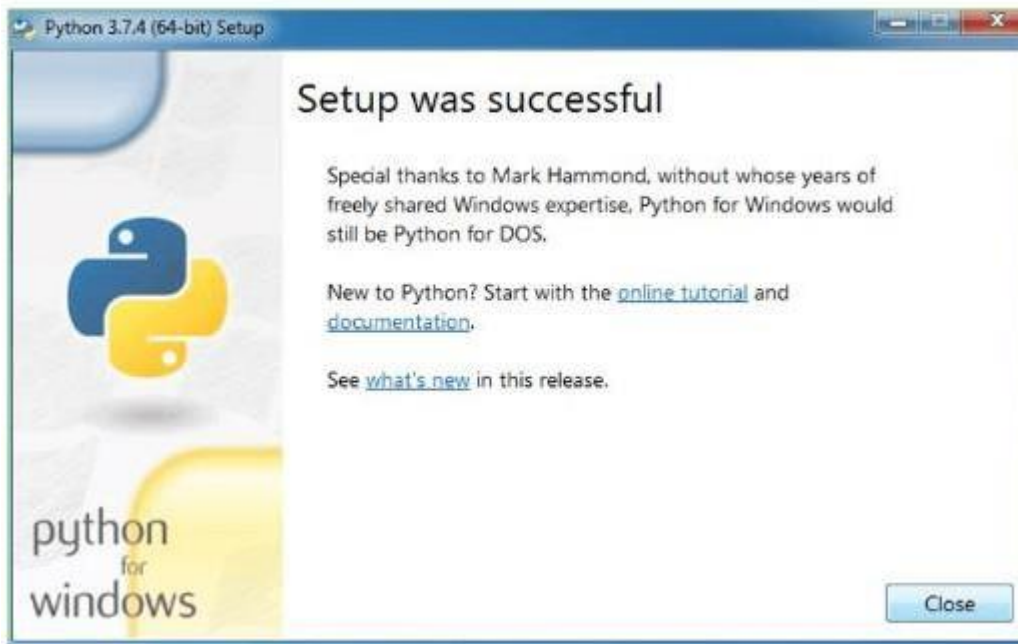 Python 3.7.4 (64-bit) Setup
Setup was successful
Special thanks to Mark Hammond, without whose years of
freely shared Windows expertise, Python for Windows would
still be Python for DOS.
New to Python? Start with the online tutorial and
documentation.
See what's new in this release.
python
for
windows
Close